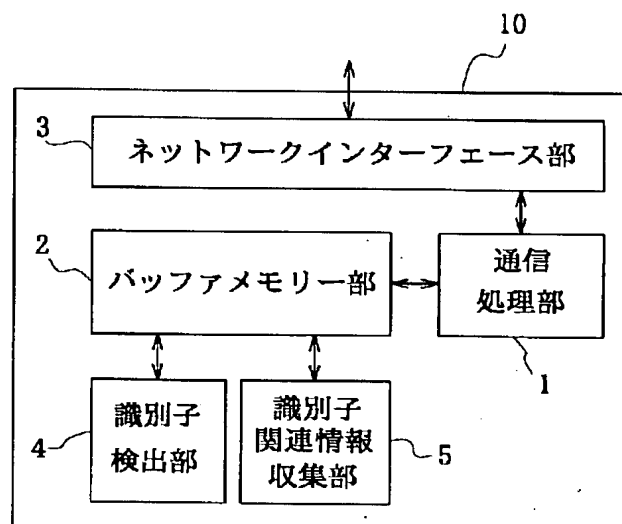 10
3
ネットワークインターフェース部
2
バッファメモリー部
通信
処理部
1
4
識別子
検出部
識別子
関連情報
収集部
5